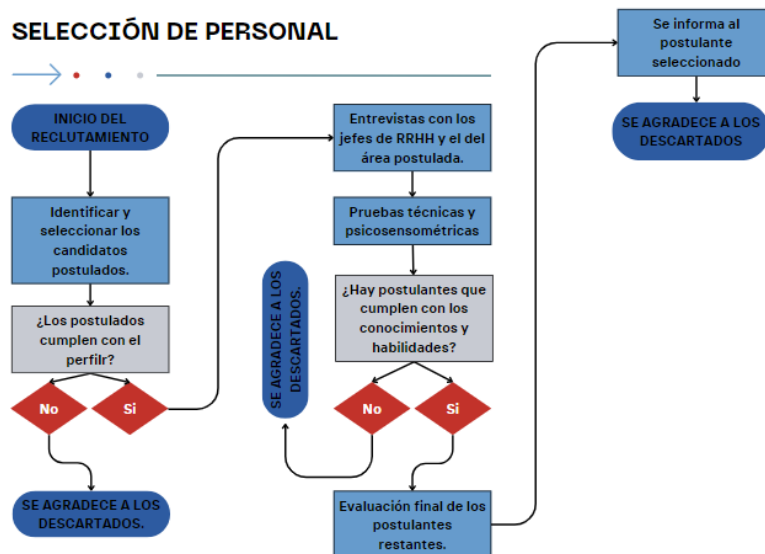 SELECCIÓN DE PERSONAL
INICIO DEL
RECLUTAMIENTO
Identificar y
seleccionar los
candidatos
postulados.
¿Los postulados
cumplen con el
perfilr?
No
Si
SE AGRADECE A LOS
DESCARTADOS.
Entrevistas con los
jefes de RRHH y el del
área postulada.
Pruebas técnicas y
psicosensométricas
¿Hay postulantes que
cumplen con los
conocimientos y
habilidades?
No
Si
SE AGRADECE A LOS
DESCARTADOS.
Evaluación final de los
postulantes
restantes.
Se informa al
postulante
seleccionado
SE AGRADECE A LOS
DESCARTADOS